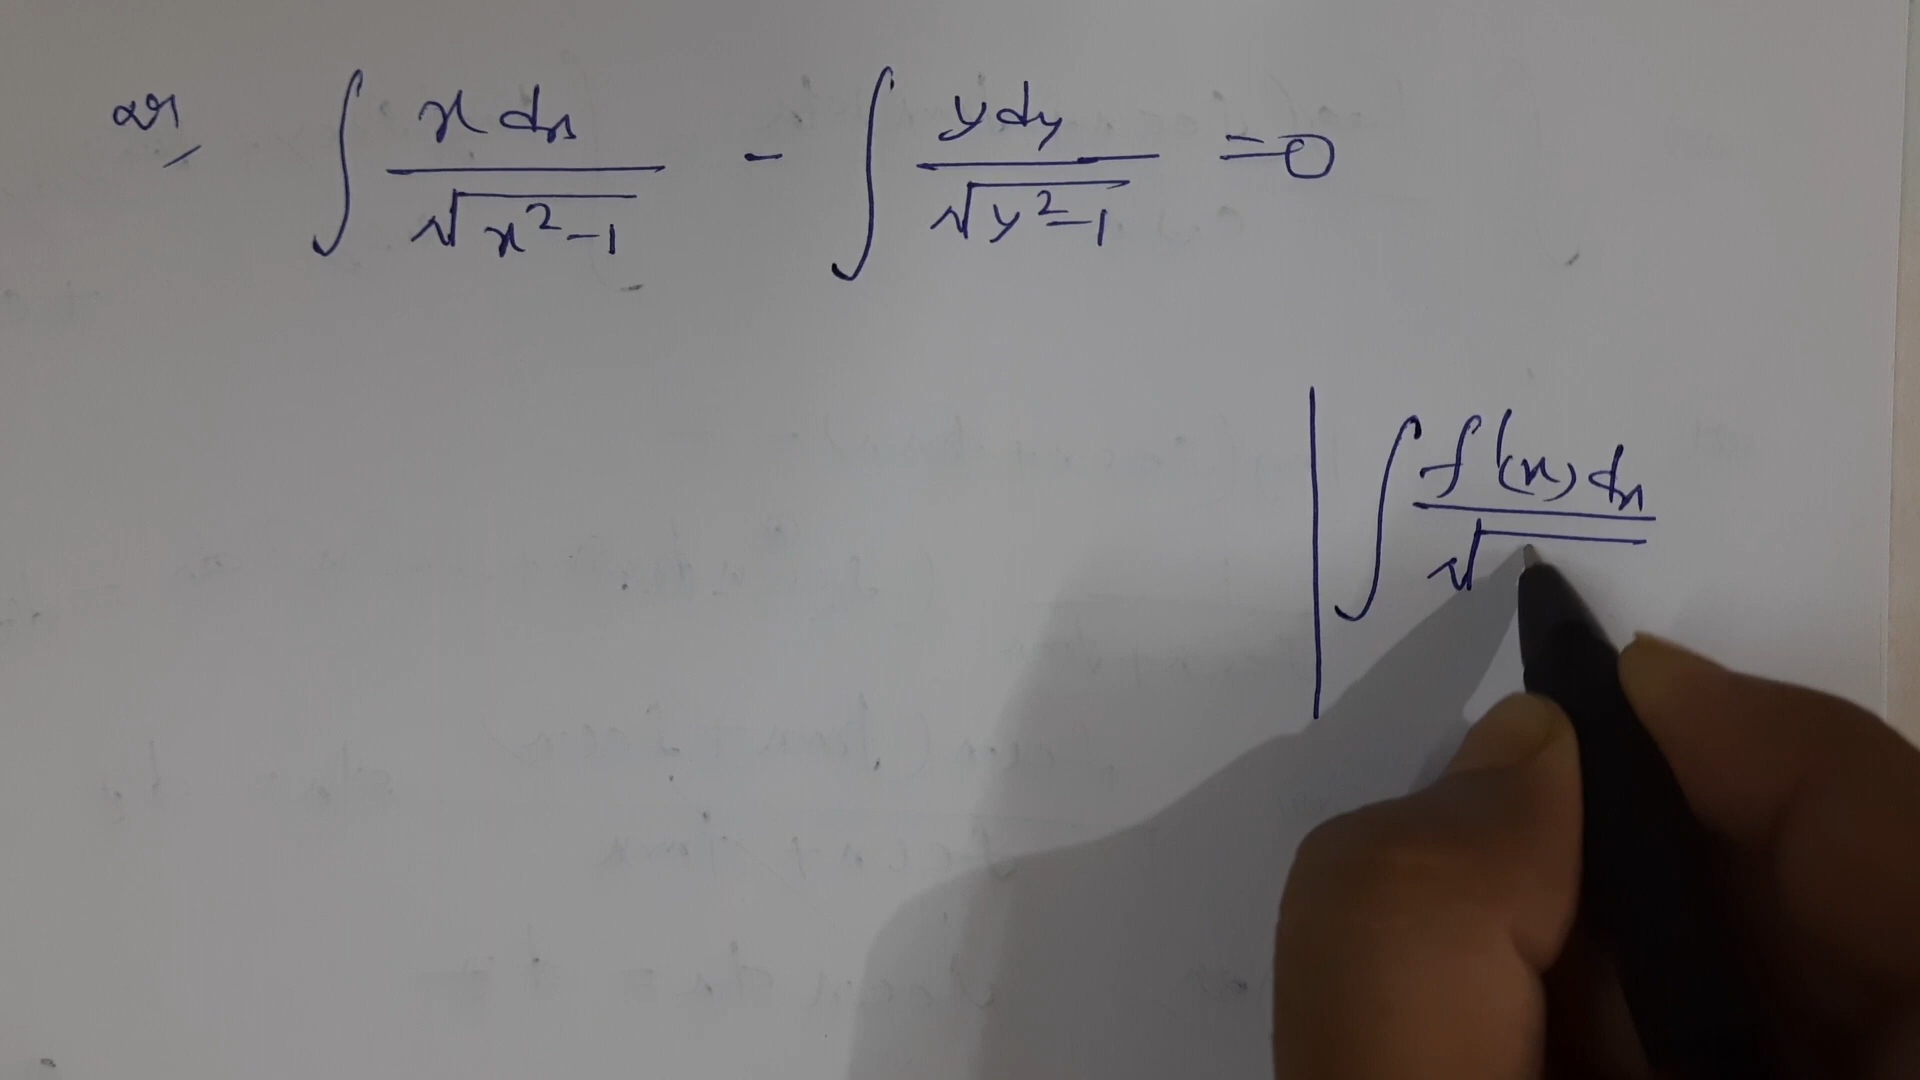 or, ∫ x dx / √(x²-1) - ∫ y dy / √(y²-1) = 0
∫ f'(x) dx / √